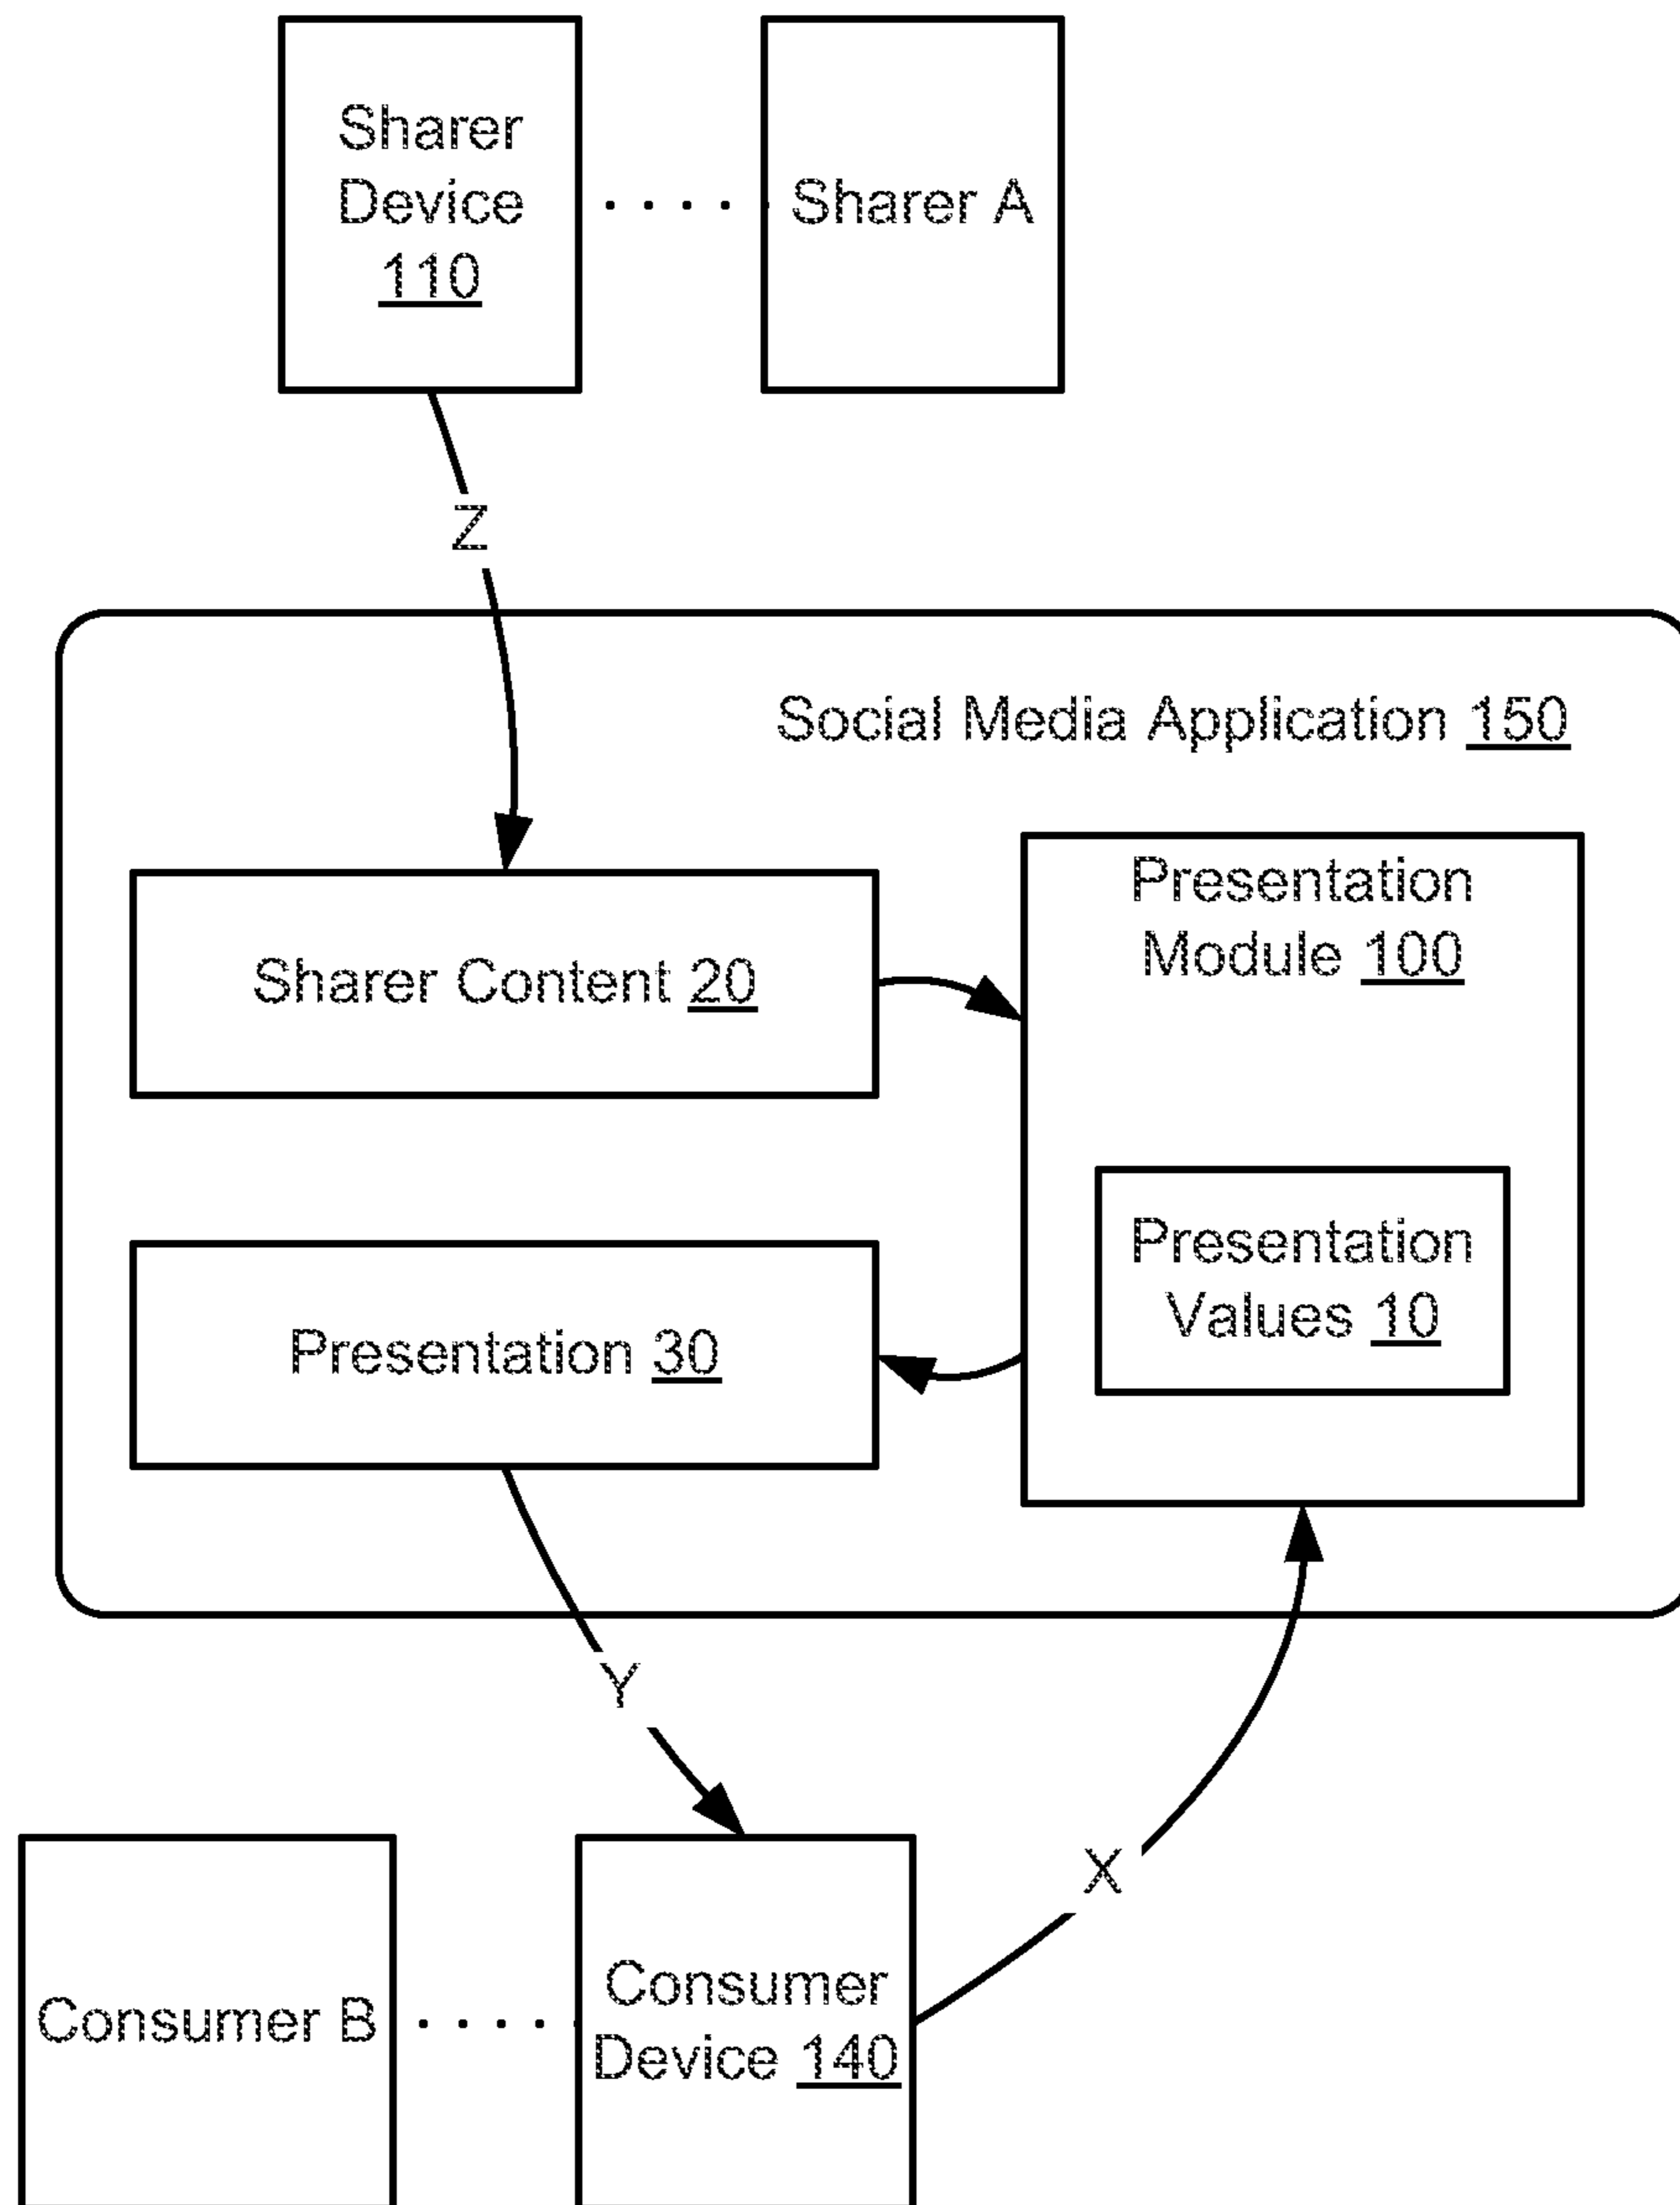 Sharer
Device
110
Sharer A
Z
Social Media Application 150
Presentation
Module 100
Sharer Content 20
Presentation
Values 10
Presentation 30
Y
X
Consumer B
Consumer
Device 140